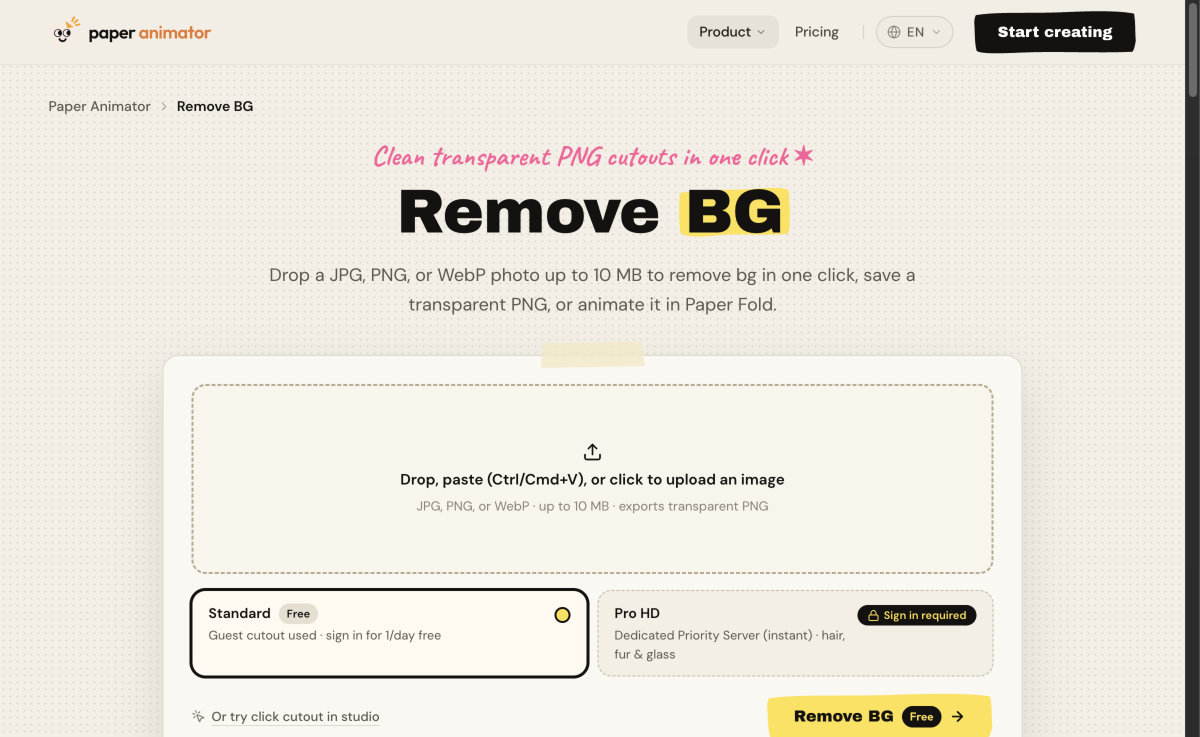 paper animator
Product
Pricing
EN
Start creating
Paper Animator > Remove BG
Clean transparent PNG cutouts in one click
Remove BG
Drop a JPG, PNG, or WebP photo up to 10 MB to remove bg in one click, save a
transparent PNG, or animate it in Paper Fold.
Drop, paste (Ctrl/Cmd+V), or click to upload an image
JPG, PNG, or WebP · up to 10 MB · exports transparent PNG
Standard Free
Guest cutout used · sign in for 1/day free
Pro HD
Sign in required
Dedicated Priority Server (instant) · hair,
fur & glass
Or try click cutout in studio
Remove BG Free →